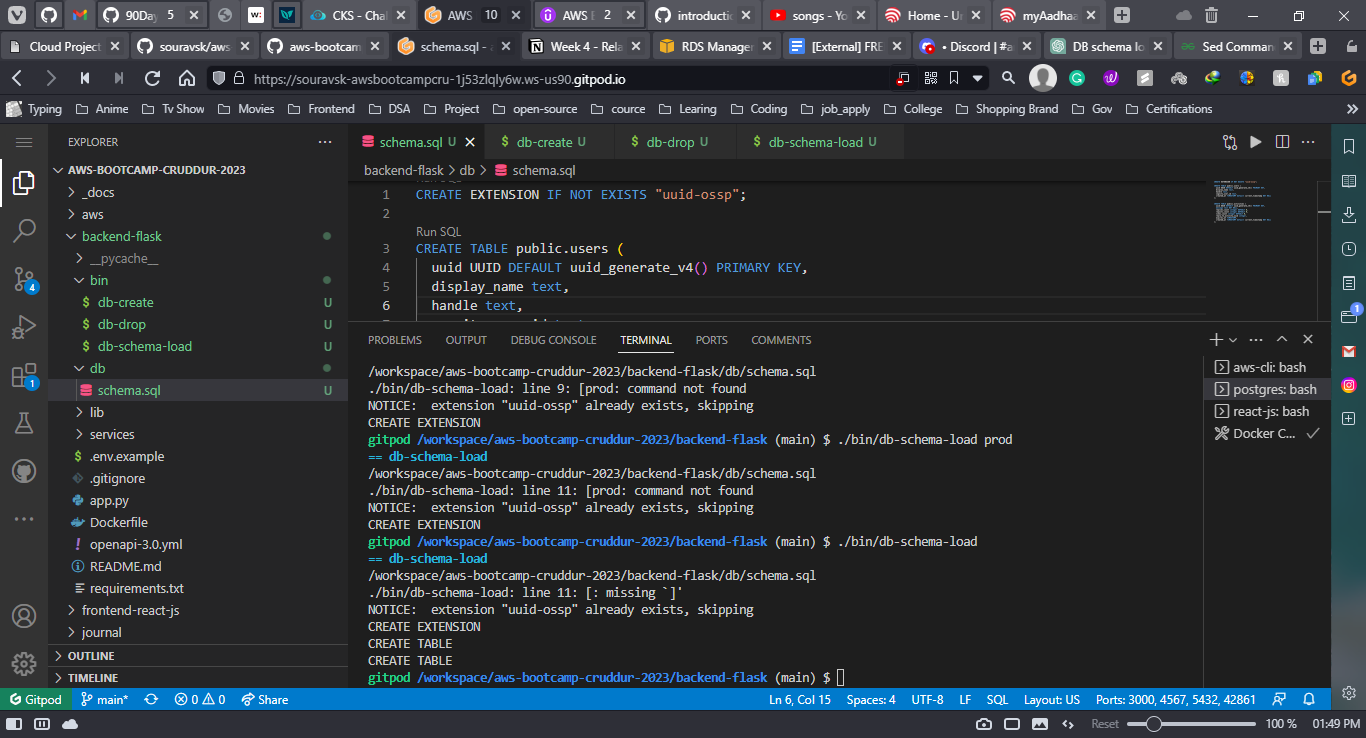 90Day 5
CKS - Chal
AWS 10
AWS E 2
introductic
songs - Yo
Home - Ur
myAadhaa
Cloud Project
souravsk/aws
aws-bootcam
schema.sql - a
Week 4 - Rela
RDS Manager
[External] FRE
• Discord | #a
DB schema lo
Sed Comman
https://souravsk-awsbootcampcru-1j53zlqly6w.ws-us90.gitpod.io
Typing
Anime
Tv Show
Movies
Frontend
DSA
Project
open-source
cource
Learing
Coding
job_apply
College
Shopping Brand
Gov
Certifications
EXPLORER
AWS-BOOTCAMP-CRUDDUR-2023
_docs
aws
backend-flask
__pycache__
bin
db-create U
db-drop U
db-schema-load U
db
schema.sql U
lib
services
.env.example
.gitignore
app.py
Dockerfile
openapi-3.0.yml
README.md
requirements.txt
frontend-react-js
journal
OUTLINE
TIMELINE
4
1
schema.sql U
db-create U
db-drop U
db-schema-load U
backend-flask > db > schema.sql
1 CREATE EXTENSION IF NOT EXISTS "uuid-ossp";
2
Run SQL
3 CREATE TABLE public.users (
4 uuid UUID DEFAULT uuid_generate_v4() PRIMARY KEY,
5 display_name text,
6 handle text,
PROBLEMS OUTPUT DEBUG CONSOLE TERMINAL PORTS COMMENTS
/workspace/aws-bootcamp-cruddur-2023/backend-flask/db/schema.sql
./bin/db-schema-load: line 9: [prod: command not found
NOTICE:  extension "uuid-ossp" already exists, skipping
CREATE EXTENSION
gitpod /workspace/aws-bootcamp-cruddur-2023/backend-flask (main) $ ./bin/db-schema-load prod
== db-schema-load
/workspace/aws-bootcamp-cruddur-2023/backend-flask/db/schema.sql
./bin/db-schema-load: line 11: [prod: command not found
NOTICE:  extension "uuid-ossp" already exists, skipping
CREATE EXTENSION
gitpod /workspace/aws-bootcamp-cruddur-2023/backend-flask (main) $ ./bin/db-schema-load
== db-schema-load
/workspace/aws-bootcamp-cruddur-2023/backend-flask/db/schema.sql
./bin/db-schema-load: line 11: [: missing `]'
NOTICE:  extension "uuid-ossp" already exists, skipping
CREATE EXTENSION
CREATE TABLE
CREATE TABLE
gitpod /workspace/aws-bootcamp-cruddur-2023/backend-flask (main) $
aws-cli: bash
postgres: bash
react-js: bash
Docker C...
1
Gitpod
main*
0
0
Share
Ln 6, Col 15
Spaces: 4
UTF-8
LF
SQL
Layout: US
Ports: 3000, 4567, 5432, 42861
Reset
100 %
01:49 PM